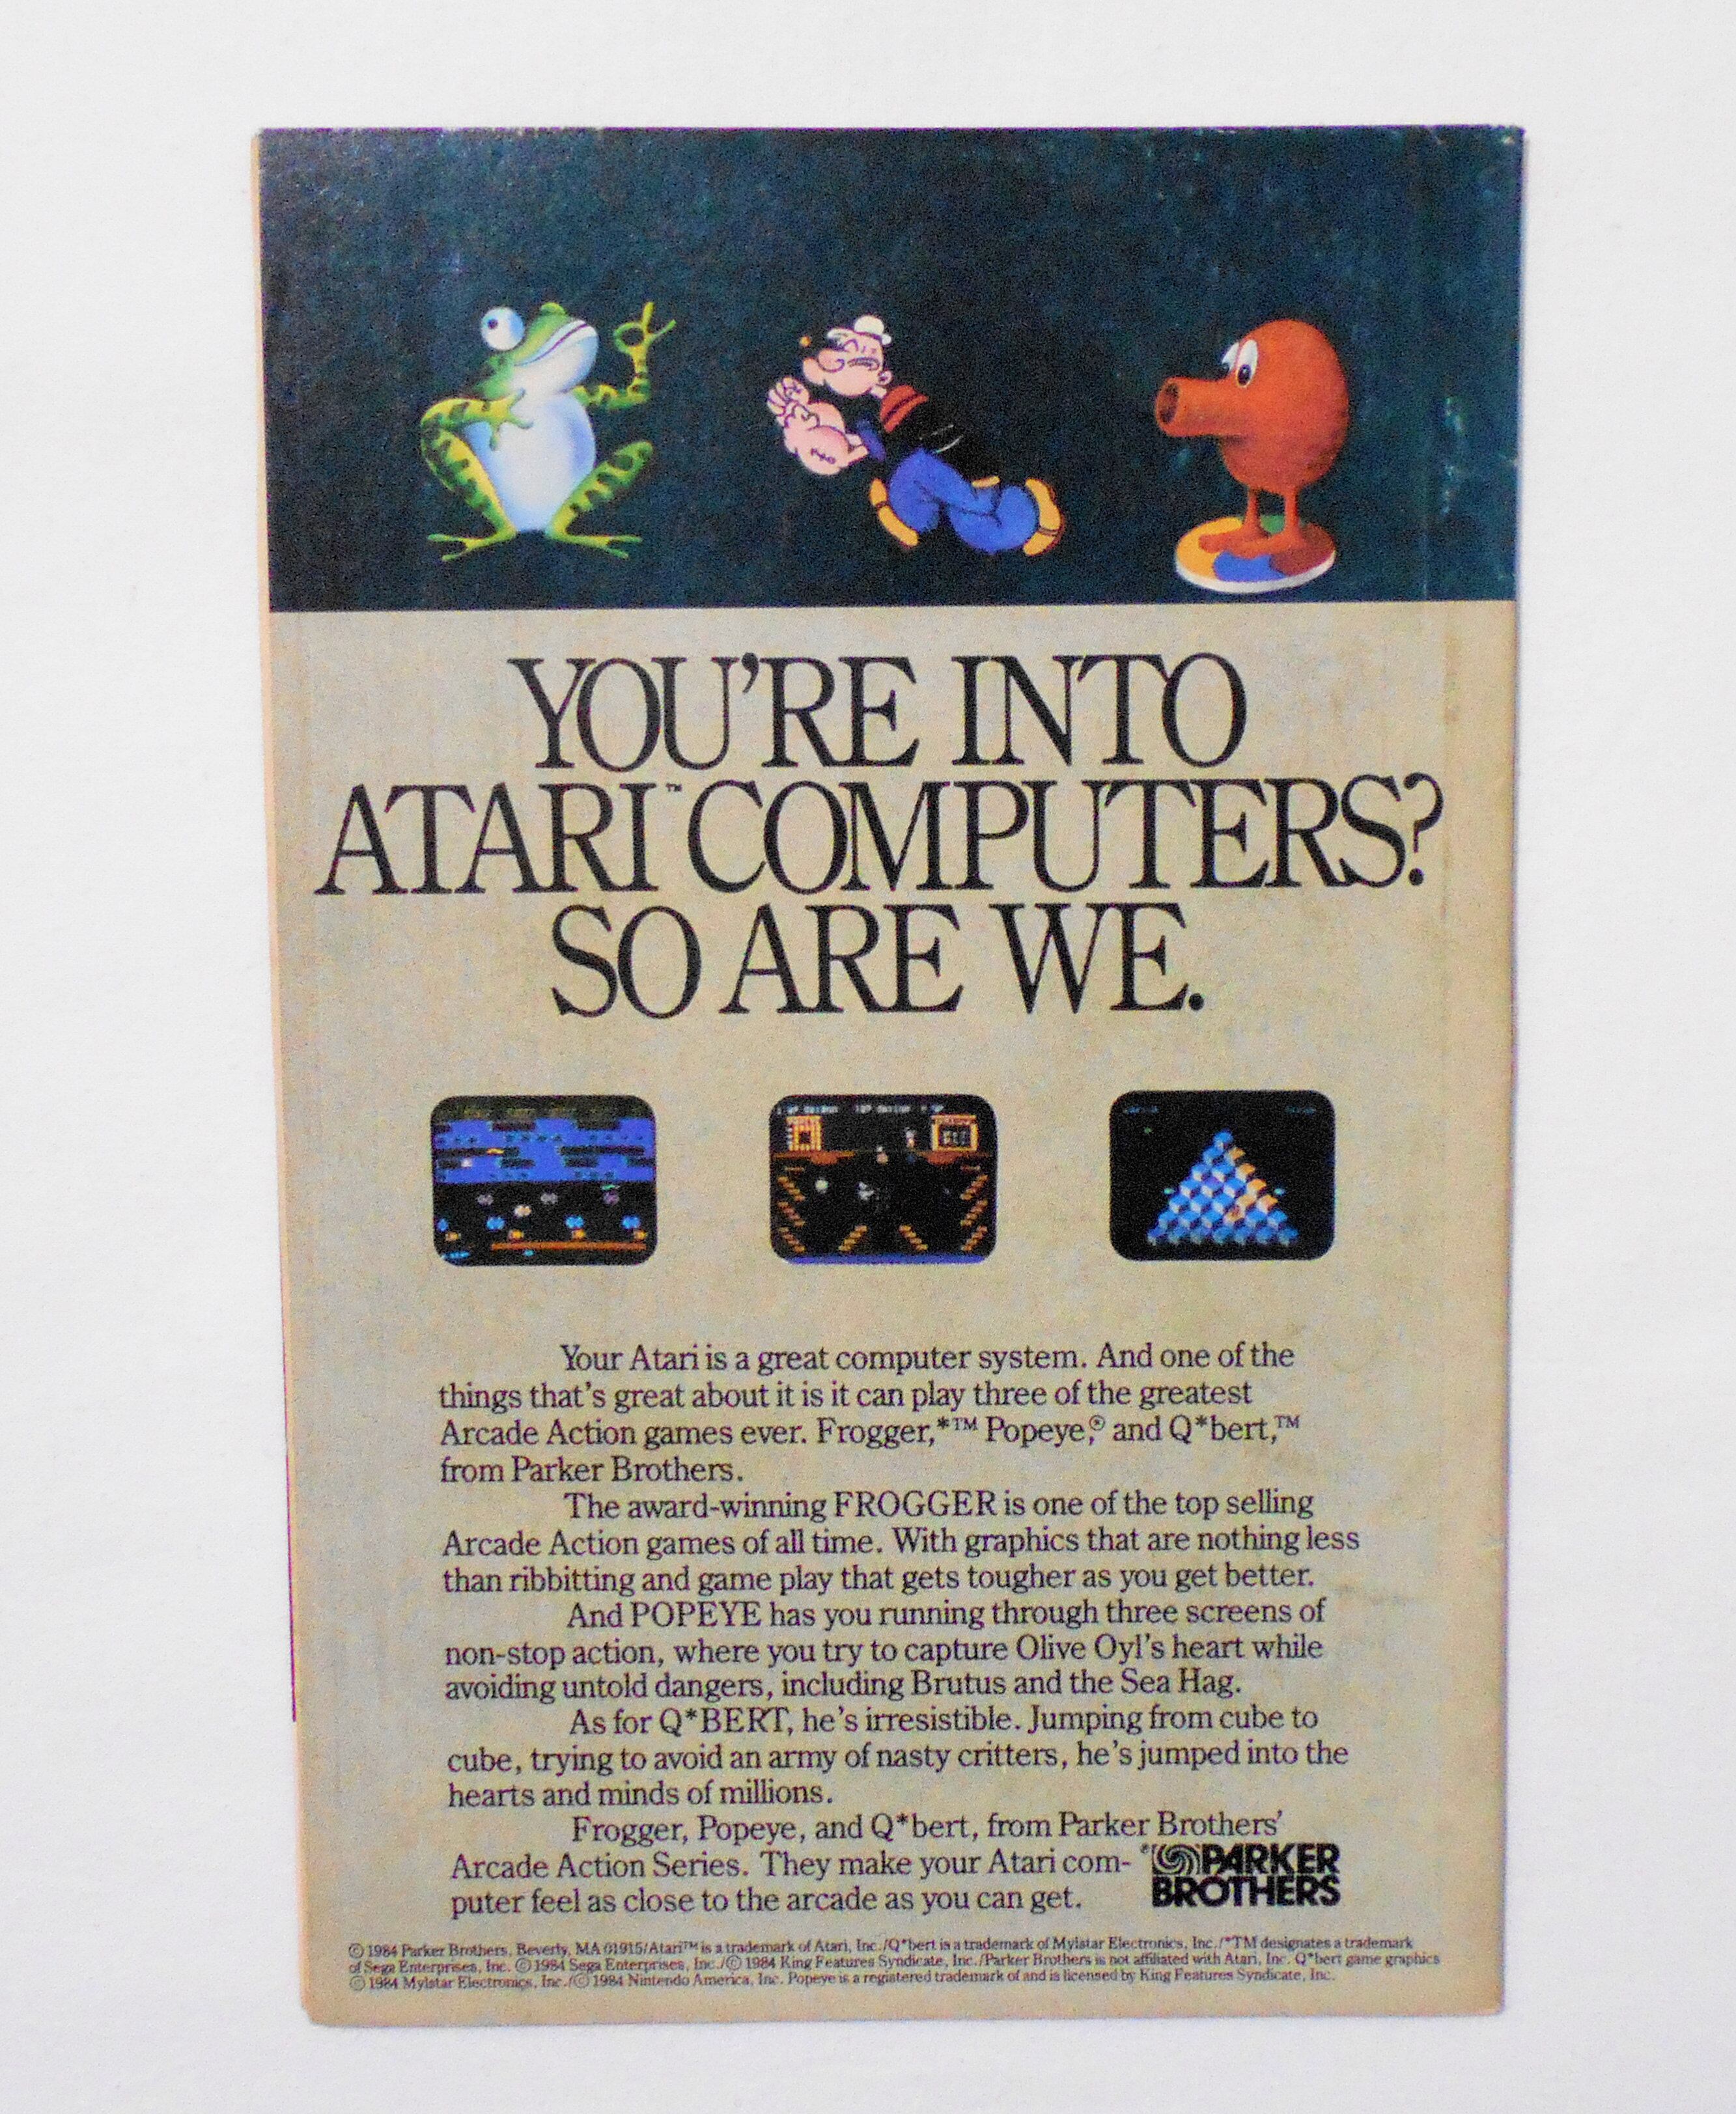 YOU'RE INTO
ATARI™ COMPUTERS?
SO ARE WE.
Your Atari is a great computer system. And one of the
things that's great about it is it can play three of the greatest
Arcade Action games ever. Frogger,*™ Popeye,® and Q*bert,™
from Parker Brothers.
The award-winning FROGGER is one of the top selling
Arcade Action games of all time. With graphics that are nothing less
than ribbitting and game play that gets tougher as you get better.
And POPEYE has you running through three screens of
non-stop action, where you try to capture Olive Oyl's heart while
avoiding untold dangers, including Brutus and the Sea Hag.
As for Q*BERT, he's irresistible. Jumping from cube to
cube, trying to avoid an army of nasty critters, he's jumped into the
hearts and minds of millions.
Frogger, Popeye, and Q*bert, from Parker Brothers'
Arcade Action Series. They make your Atari com-
puter feel as close to the arcade as you can get.
PARKER
BROTHERS
©1984 Parker Brothers, Beverly, MA 01915/Atari™ is a trademark of Atari, Inc./Q*bert is a trademark of Mylstar Electronics, Inc./*TM designates a trademark
of Sega Enterprises, Inc. ©1984 Sega Enterprises, Inc./© 1984 King Features Syndicate, Inc./Parker Brothers is not affiliated with Atari, Inc. Q*bert game graphics
©1984 Mylstar Electronics, Inc./©1984 Nintendo America, Inc. Popeye is a registered trademark of and is licensed by King Features Syndicate, Inc.